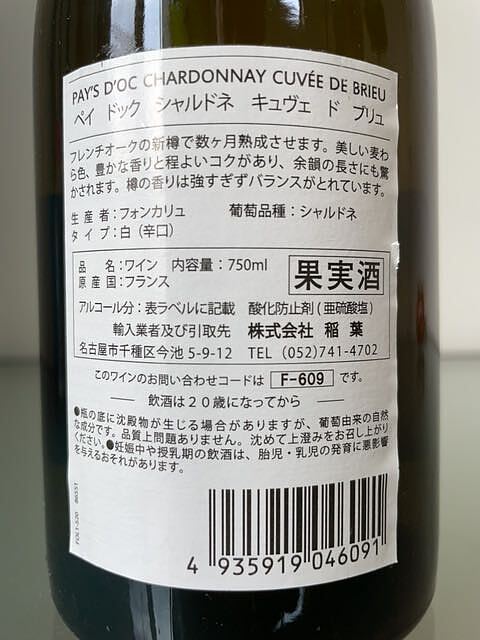 PAY'S D'OC CHARDONNAY CUVÉE DE BRIEU
ペイ ドック シャルドネ キュヴェ ド ブリュ
フレンチオークの新樽で数ヶ月熟成させます。美しい麦わ
ら色、豊かな香りと程よいコクがあり、余韻の長さにも驚
かされます。樽の香りは強すぎずバランスがとれています。
生産者：フォンカリュ 葡萄品種：シャルドネ
タイプ：白（辛口）
品名：ワイン 内容量：750ml
原産国：フランス
果実酒
アルコール分：表ラベルに記載 酸化防止剤(亜硫酸塩)
輸入業者及び引取先 株式会社 稲葉
名古屋市千種区今池 5-9-12 TEL (052)741-4702
このワインのお問い合わせコードは F-609 です。
飲酒は20歳になってから
●瓶の底に沈殿物が生じる場合がありますが、葡萄由来の自然
な成分です。品質上問題ありません。沈めて上澄みをお召し上がり
ください。●妊娠中や授乳期の飲酒は、胎児・乳児の発育に悪影響
を与えるおそれがあります。
4 935919 046091